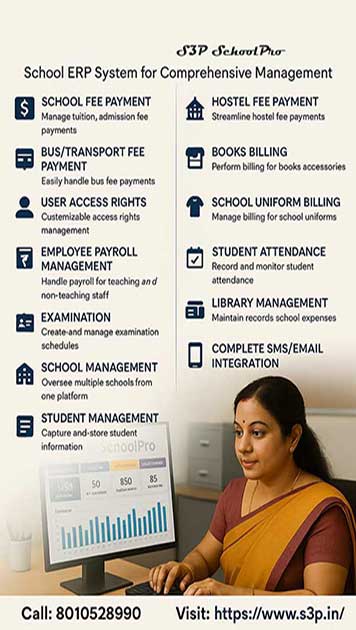 S3P SchoolPro
School ERP System for Comprehensive Management
SCHOOL FEE PAYMENT
Manage tuition, admission fee
payments
BUS/TRANSPORT FEE
PAYMENT
Easily handle bus fee payments
USER ACCESS RIGHTS
Customizable access rights
management
EMPLOYEE PAYROLL
MANAGEMENT
Handle payroll for teaching and
non-teaching staff
EXAMINATION
Create-and manage examination
schedules
SCHOOL MANAGEMENT
Oversee multiple schools from
one platform
STUDENT MANAGEMENT
Capture and-store student
information
HOSTEL FEE PAYMENT
Streamline hostel fee payments
BOOKS BILLING
Perform billing for books accessories
SCHOOL UNIFORM BILLING
Manage billing for school uniforms
STUDENT ATTENDANCE
Record and monitor student
attendance
LIBRARY MANAGEMENT
Maintain records school expenses
COMPLETE SMS/EMAIL
INTEGRATION
SchoolPro
50
850
85
Call: 8010528990
Visit: https://www.s3p.in/